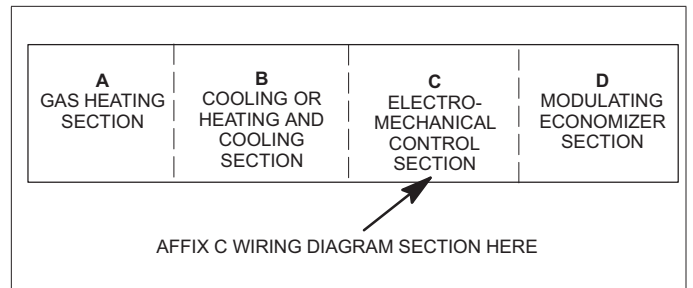 A
GAS HEATING
SECTION
B
COOLING OR
HEATING AND
COOLING
SECTION
C
ELECTRO-
MECHANICAL
CONTROL
SECTION
D
MODULATING
ECONOMIZER
SECTION
AFFIX C WIRING DIAGRAM SECTION HERE